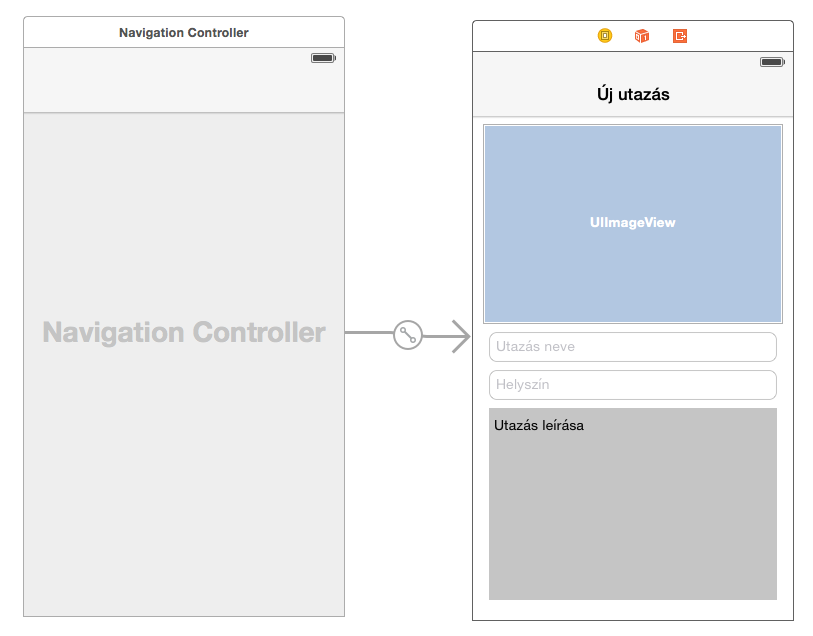 Navigation Controller
Navigation Controller
Új utazás
UIImageView
Utazás neve
Helyszín
Utazás leírása